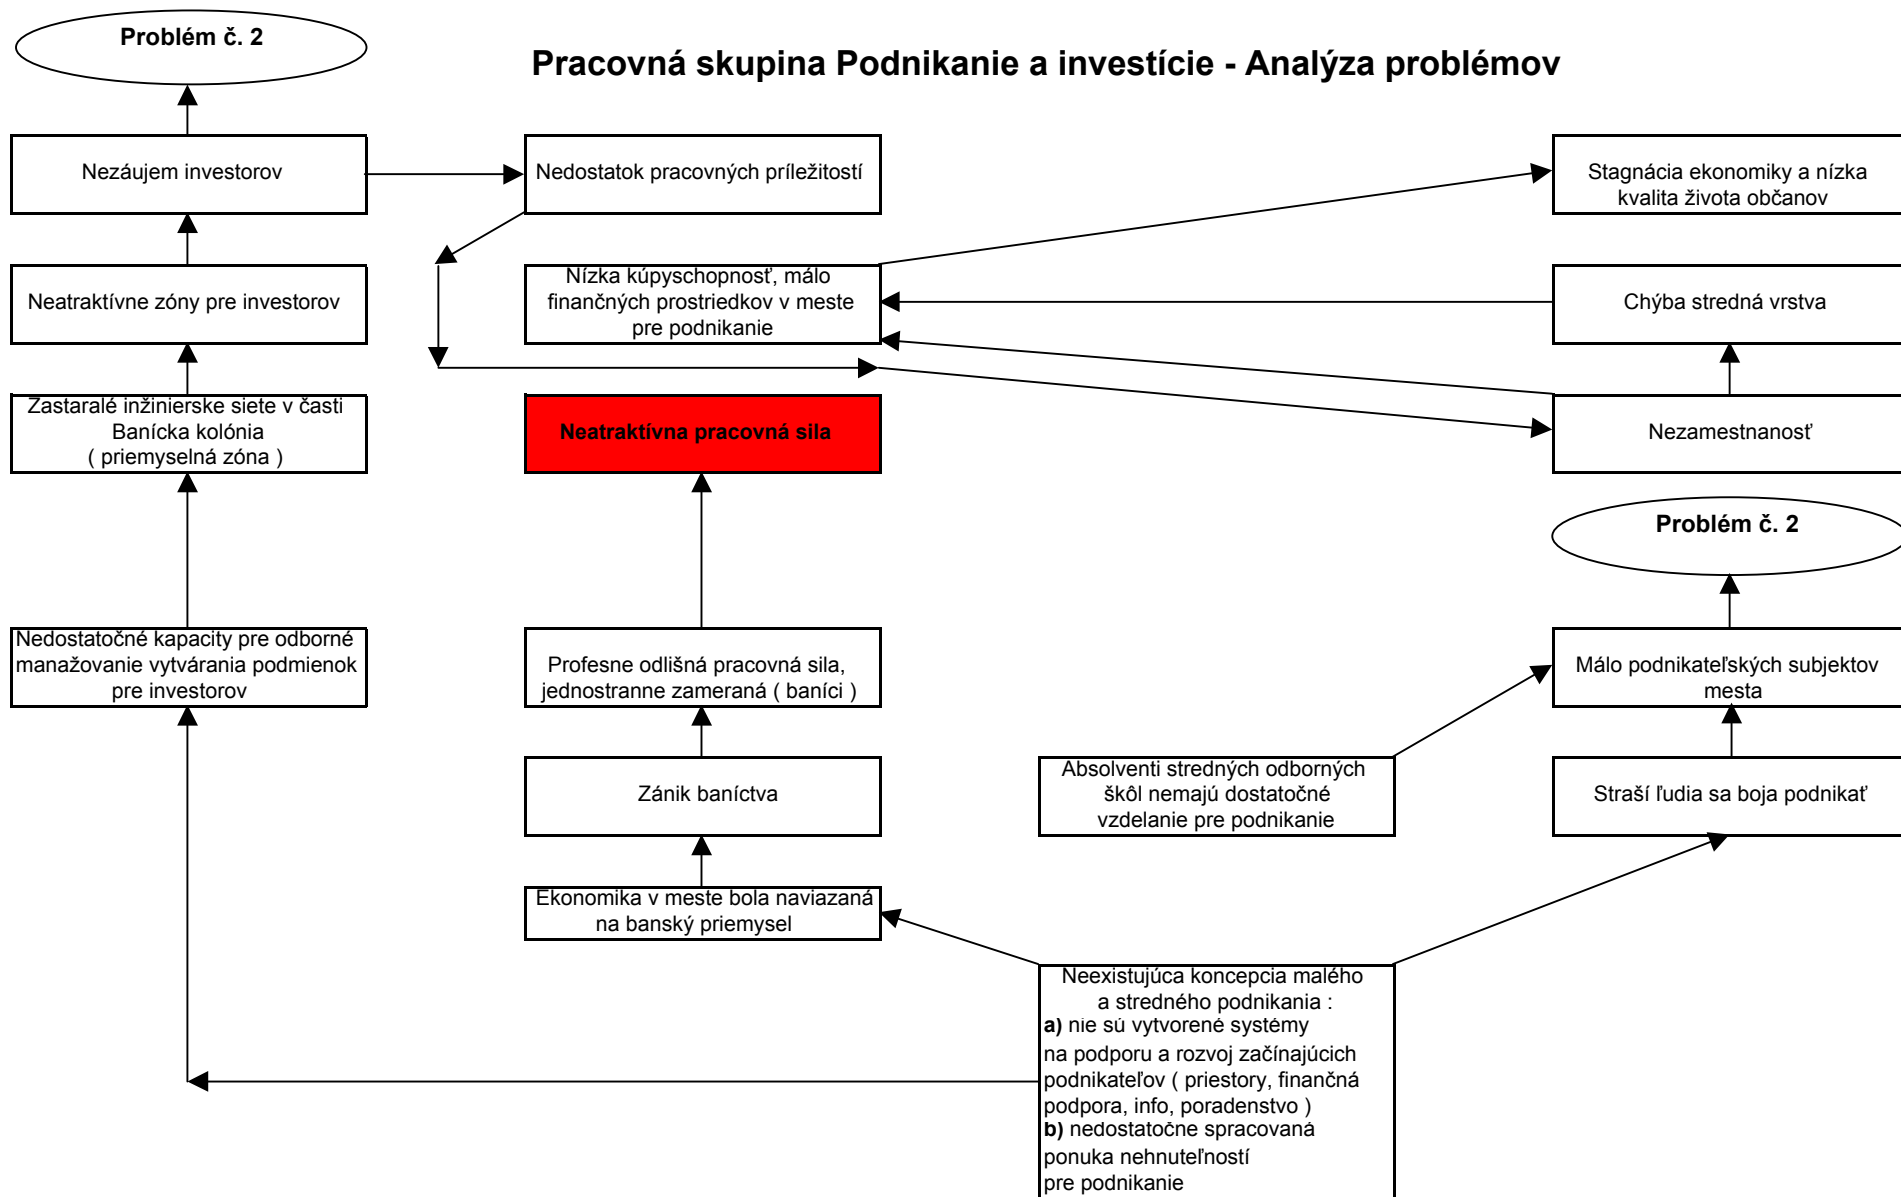 Problém č. 2
Pracovná skupina Podnikanie a investície - Analýza problémov
Nezáujem investorov
Nedostatok pracovných príležitostí
Stagnácia ekonomiky a nízka
kvalita života občanov
Neatraktívne zóny pre investorov
Nízka kúpyschopnosť, málo
finančných prostriedkov v meste
pre podnikanie
Chýba stredná vrstva
Zastaralé inžinierske siete v časti
Banícka kolónia
( priemyselná zóna )
Neatraktívna pracovná sila
Nezamestnanosť
Problém č. 2
Nedostatočné kapacity pre odborné
manažovanie vytvárania podmienok
pre investorov
Profesne odlišná pracovná sila,
jednostranne zameraná ( baníci )
Málo podnikateľských subjektov
mesta
Zánik baníctva
Absolventi stredných odborných
škôl nemajú dostatočné
vzdelanie pre podnikanie
Straší ľudia sa boja podnikať
Ekonomika v meste bola naviazaná
na banský priemysel
Neexistujúca koncepcia malého
a stredného podnikania :
a) nie sú vytvorené systémy
na podporu a rozvoj začínajúcich
podnikateľov ( priestory, finančná
podpora, info, poradenstvo )
b) nedostatočne spracovaná
ponuka nehnuteľností
pre podnikanie